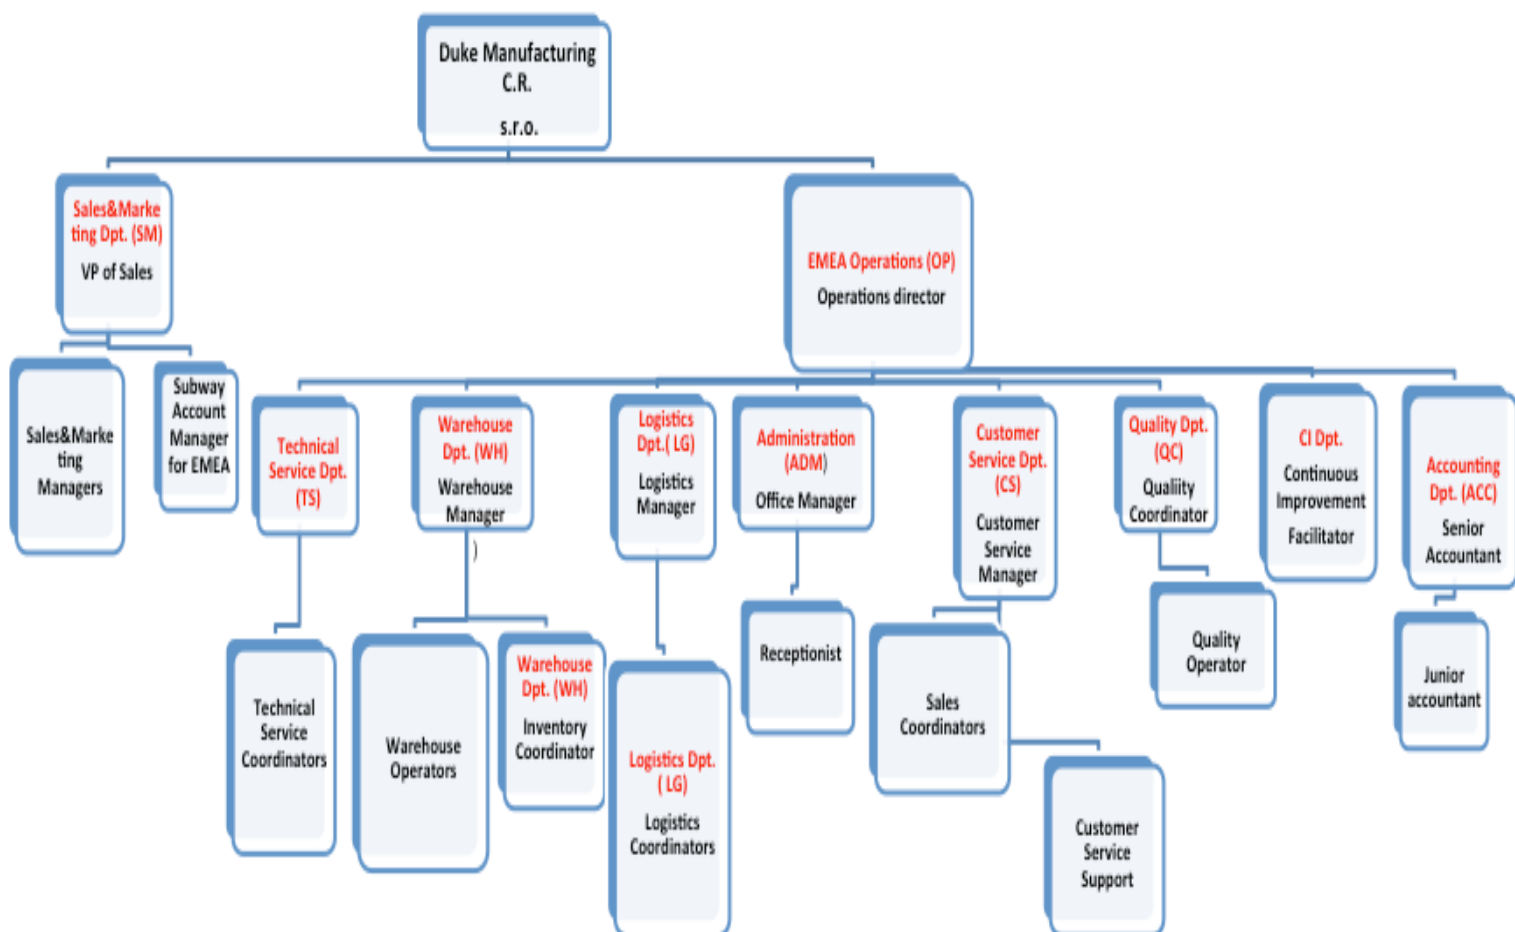 Duke Manufacturing
C.R.
s.r.o.
Sales&Marke
ting Dpt. (SM)
VP of Sales
EMEA Operations (OP)
Operations director
Sales&Marke
ting
Managers
Subway
Account
Manager
for EMEA
Technical
Service Dpt.
(TS)
Warehouse
Dpt. (WH)
Warehouse
Manager
)
Logistics
Dpt.( LG)
Logistics
Manager
Administration
(ADM)
Office Manager
Customer
Service Dpt.
(CS)
Customer
Service
Manager
Quality Dpt.
(QC)
Qualiity
Coordinator
CI Dpt.
Continuous
Improvement
Facilitator
Accounting
Dpt. (ACC)
Senior
Accountant
Technical
Service
Coordinators
Warehouse
Operators
Warehouse
Dpt. (WH)
Inventory
Coordinator
Logistics Dpt.
( LG)
Logistics
Coordinators
Receptionist
Sales
Coordinators
Customer
Service
Support
Quality
Operator
Junior
accountant